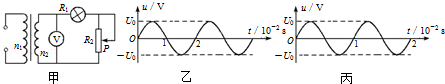 R₁
n₁
n₂
V
R₂
P
甲
u / V
U₀
1
2
t / 10⁻² s
−U₀
乙
u / V
U₀
1
2
t / 10⁻² s
−U₀
丙